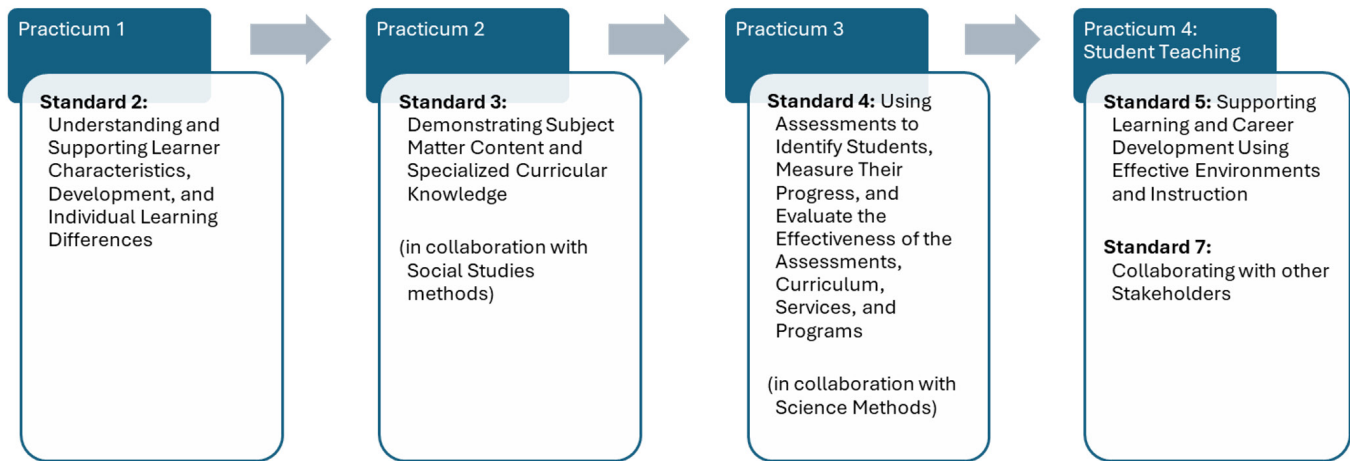 Practicum 1
Standard 2:
Understanding and
Supporting Learner
Characteristics,
Development, and
Individual Learning
Differences
Practicum 2
Standard 3:
Demonstrating Subject
Matter Content and
Specialized Curricular
Knowledge
(in collaboration with
Social Studies
methods)
Practicum 3
Standard 4: Using
Assessments to
Identify Students,
Measure Their
Progress, and
Evaluate the
Effectiveness of the
Assessments,
Curriculum,
Services, and
Programs
(in collaboration with
Science Methods)
Practicum 4:
Student Teaching
Standard 5: Supporting
Learning and Career
Development Using
Effective Environments
and Instruction
Standard 7:
Collaborating with other
Stakeholders